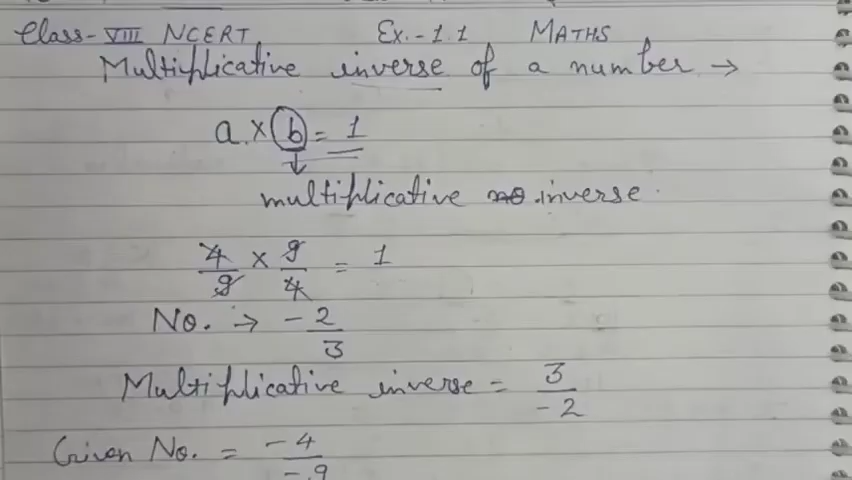 Class-VIII NCERT Ex.-1.1 MATHS
Multiplicative inverse of a number →
a × b = 1
↓
multiplicative inverse.
4/9 × 9/4 = 1
No. → -2/3
Multiplicative inverse = 3/-2
Given No. = -4/-9